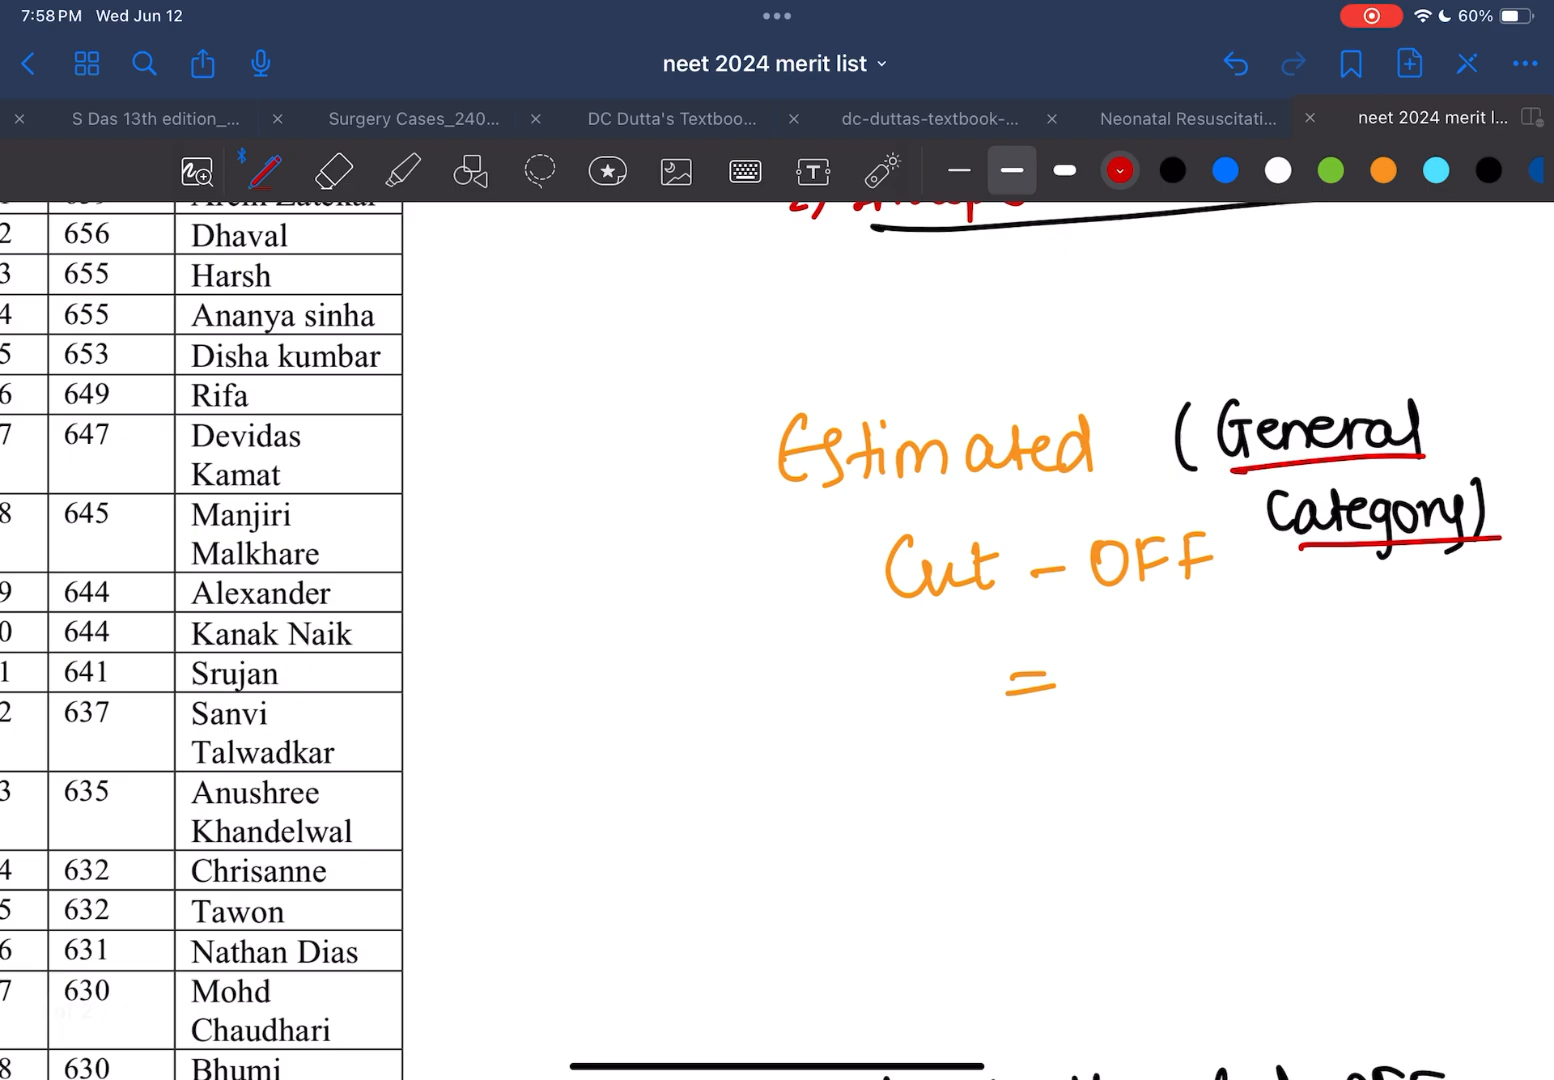 7:58 PM Wed Jun 12
60%
neet 2024 merit list
S Das 13th edition_...
Surgery Cases_240...
DC Dutta's Textboo...
dc-duttas-textbook-...
Neonatal Resuscitati...
neet 2024 merit l...
T
2 656 Dhaval
3 655 Harsh
4 655 Ananya sinha
5 653 Disha kumbar
6 649 Rifa
7 647 Devidas
Kamat
8 645 Manjiri
Malkhare
9 644 Alexander
0 644 Kanak Naik
1 641 Srujan
2 637 Sanvi
Talwadkar
3 635 Anushree
Khandelwal
4 632 Chrisanne
5 632 Tawon
6 631 Nathan Dias
7 630 Mohd
Chaudhari
8 630 Bhumi
Estimated (General
Category)
Cut - OFF
=